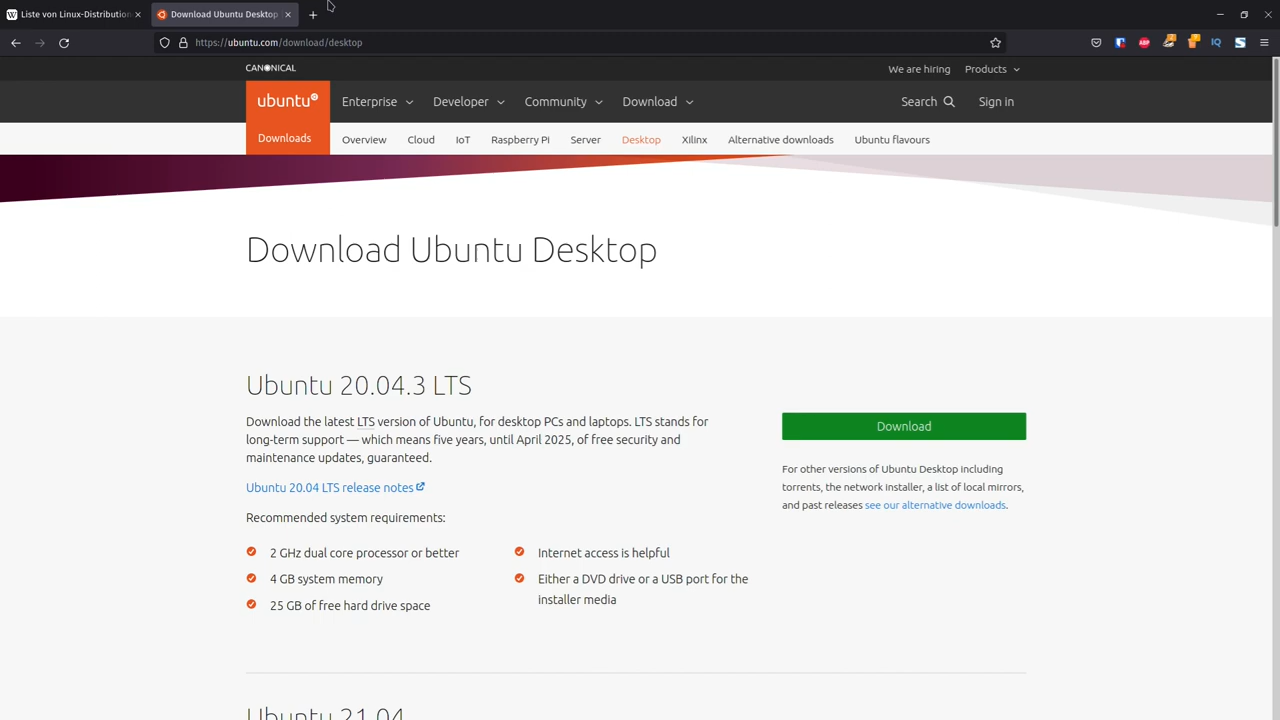 Liste von Linux-Distribution
Download Ubuntu Desktop
https://ubuntu.com/download/desktop
CANONICAL
We are hiring
Products
ubuntu
Enterprise
Developer
Community
Download
Search
Sign in
Downloads
Overview
Cloud
IoT
Raspberry Pi
Server
Desktop
Xilinx
Alternative downloads
Ubuntu flavours
Download Ubuntu Desktop
Ubuntu 20.04.3 LTS
Download the latest LTS version of Ubuntu, for desktop PCs and laptops. LTS stands for
long-term support — which means five years, until April 2025, of free security and
maintenance updates, guaranteed.
Ubuntu 20.04 LTS release notes
Recommended system requirements:
2 GHz dual core processor or better
4 GB system memory
25 GB of free hard drive space
Internet access is helpful
Either a DVD drive or a USB port for the
installer media
Download
For other versions of Ubuntu Desktop including
torrents, the network installer, a list of local mirrors,
and past releases see our alternative downloads.
Ubuntu 21.04